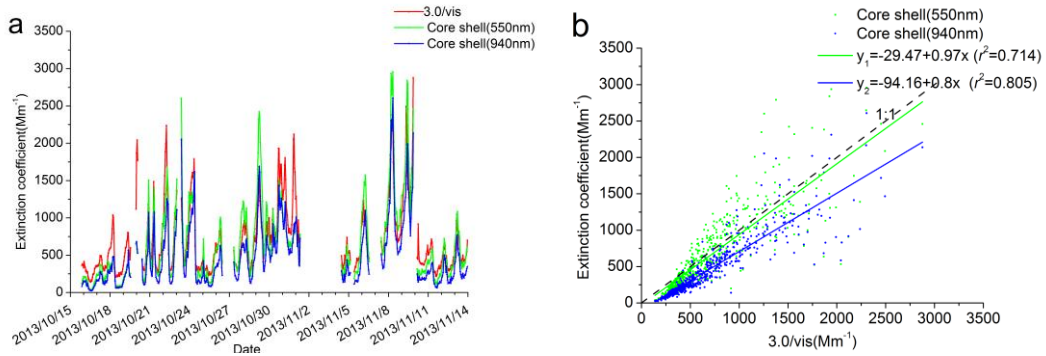 a
3.0/vis
Core shell(550nm)
Core shell(940nm)
Extinction coefficient(Mm⁻¹)
3500
3000
2500
2000
1500
1000
500
0
2013/10/15
2013/10/18
2013/10/21
2013/10/24
2013/10/27
2013/10/30
2013/11/2
2013/11/5
2013/11/8
2013/11/11
2013/11/14
Date
b
Core shell(550nm)
Core shell(940nm)
y₁=-29.47+0.97x (r²=0.714)
y₂=-94.16+0.8x (r²=0.805)
1:1
Extinction coefficient(Mm⁻¹)
3500
3000
2500
2000
1500
1000
500
0
0 500 1000 1500 2000 2500 3000 3500
3.0/vis(Mm⁻¹)